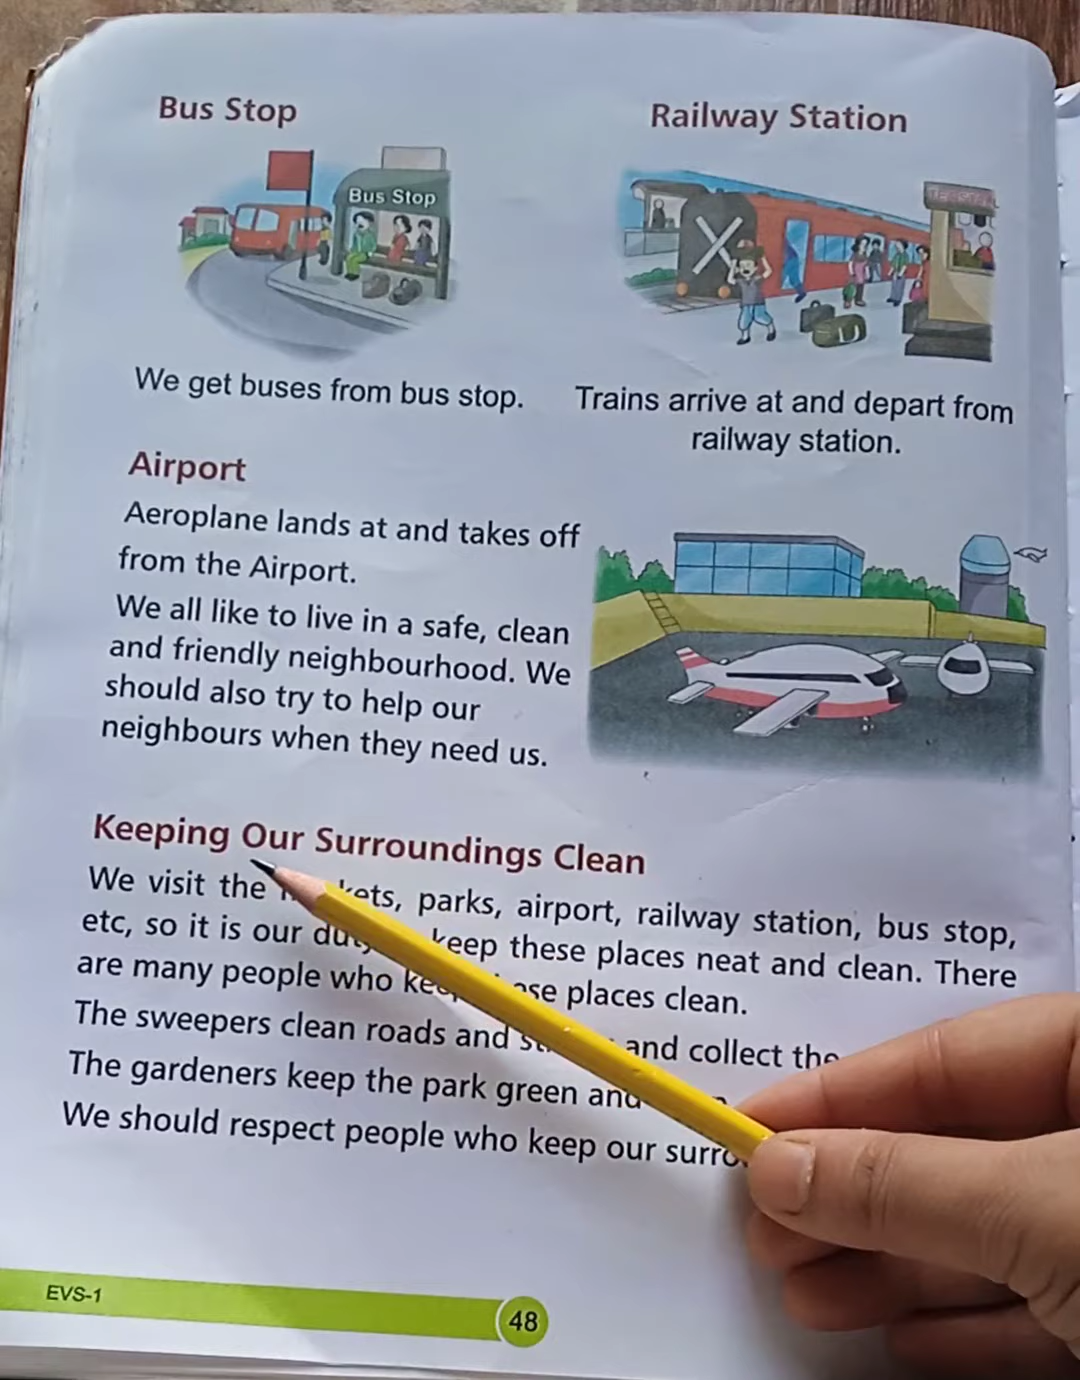 Bus Stop
Railway Station
Bus Stop
We get buses from bus stop.
Trains arrive at and depart from
railway station.
Airport
Aeroplane lands at and takes off
from the Airport.
We all like to live in a safe, clean
and friendly neighbourhood. We
should also try to help our
neighbours when they need us.
Keeping Our Surroundings Clean
We visit the parks, airport, railway station, bus stop,
etc, so it is our keep these places neat and clean. There
are many people who places clean.
The sweepers clean roads and and collect the
The gardeners keep the park green and
We should respect people who keep our
EVS-1
48